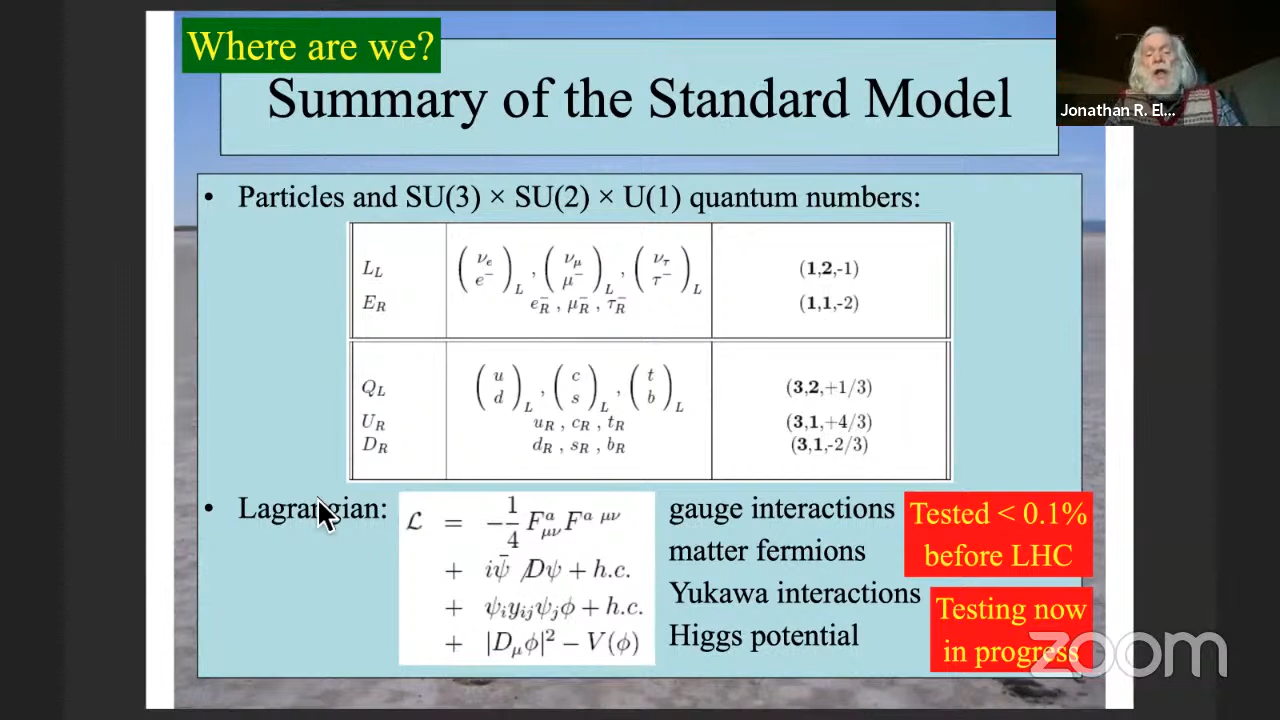 Where are we?
Summary of the Standard Model
Jonathan R. El...
• Particles and SU(3) × SU(2) × U(1) quantum numbers:
L_L ( ν_e e⁻ )_L , ( ν_μ μ⁻ )_L , ( ν_τ τ⁻ )_L (1,2,-1)
E_R e_R⁻ , μ_R⁻ , τ_R⁻ (1,1,-2)
Q_L ( u d )_L , ( c s )_L , ( t b )_L (3,2,+1/3)
U_R u_R , c_R , t_R (3,1,+4/3)
D_R d_R , s_R , b_R (3,1,-2/3)
• Lagrangian:
ℒ = -1/4 F^a_μν F^{a μν} gauge interactions
+ iψ̄ D̸ψ + h.c. matter fermions
+ ψ_i y_ij ψ_j φ + h.c. Yukawa interactions
+ |D_μ φ|² − V(φ) Higgs potential
Tested < 0.1%
before LHC
Testing now
in progress
zoom